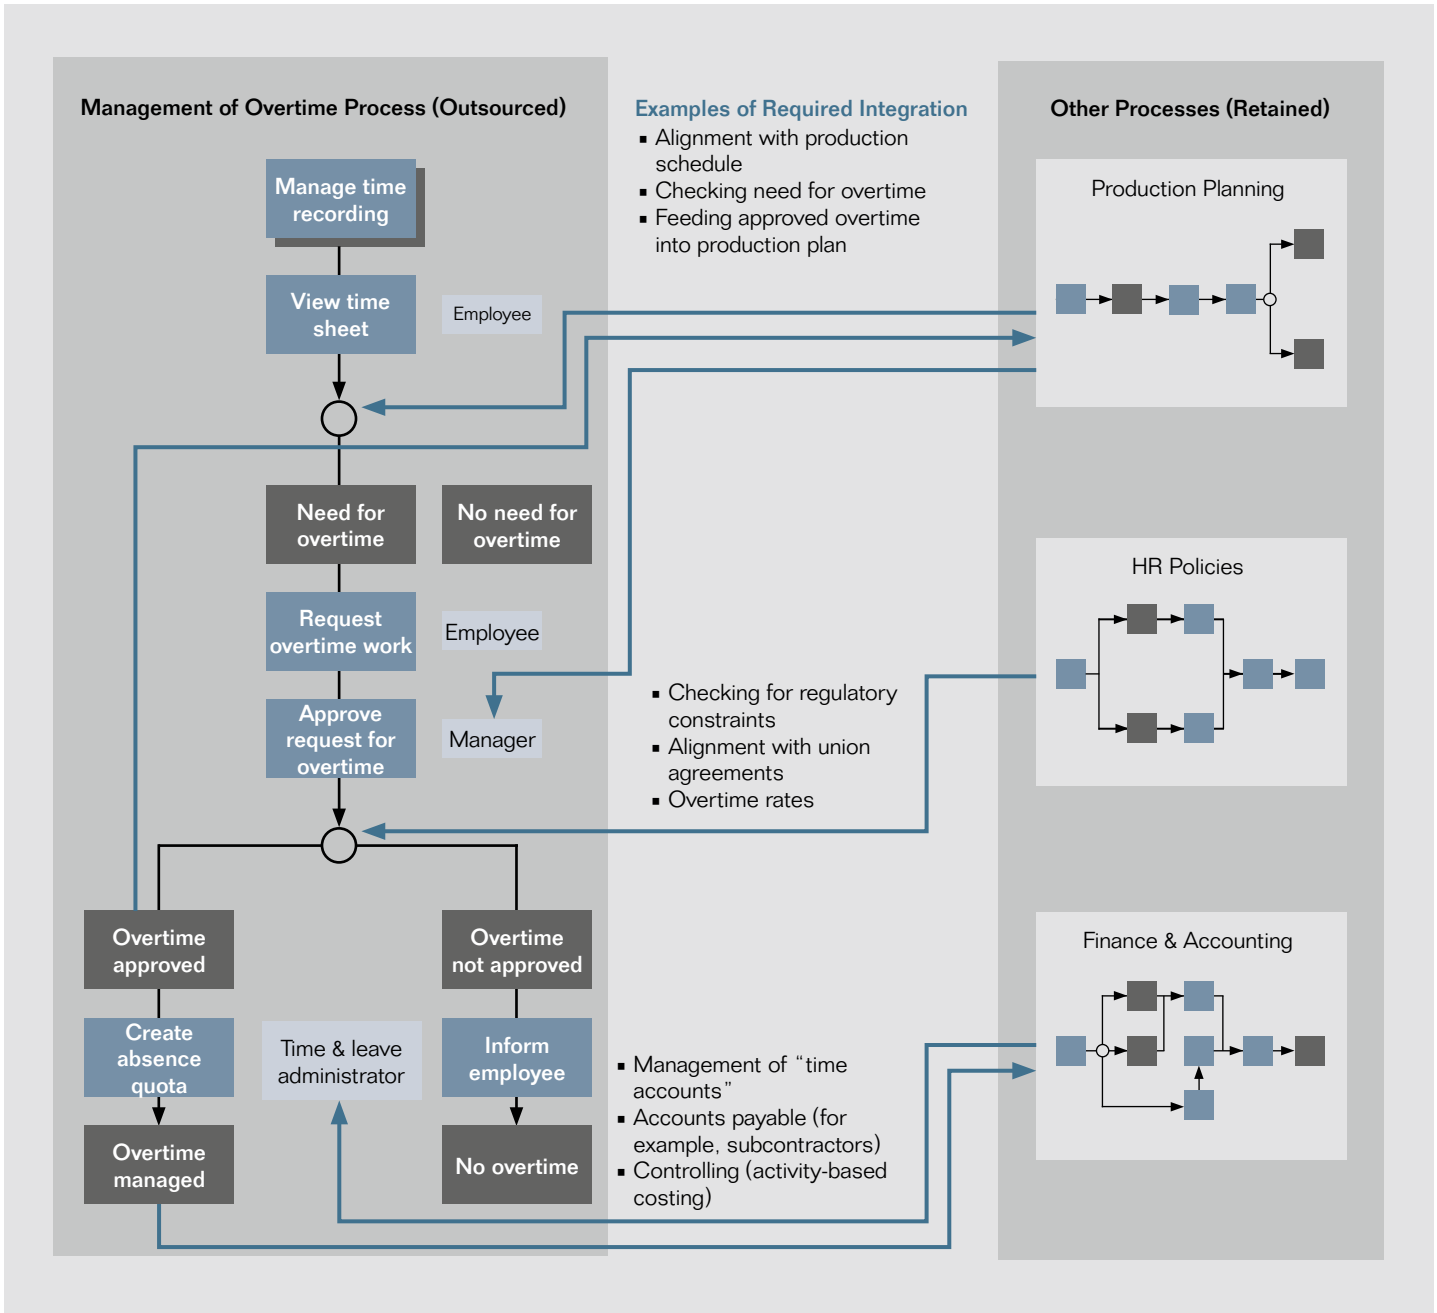 Management of Overtime Process (Outsourced)
Manage time
recording
View time
sheet
Employee
Need for
overtime
No need for
overtime
Request
overtime work
Employee
Approve
request for
overtime
Manager
Overtime
approved
Overtime
not approved
Create
absence
quota
Time & leave
administrator
Inform
employee
Overtime
managed
No overtime
Examples of Required Integration
▪ Alignment with production
schedule
▪ Checking need for overtime
▪ Feeding approved overtime
into production plan
▪ Checking for regulatory
constraints
▪ Alignment with union
agreements
▪ Overtime rates
▪ Management of “time
accounts”
▪ Accounts payable (for
example, subcontractors)
▪ Controlling (activity-based
costing)
Other Processes (Retained)
Production Planning
HR Policies
Finance & Accounting